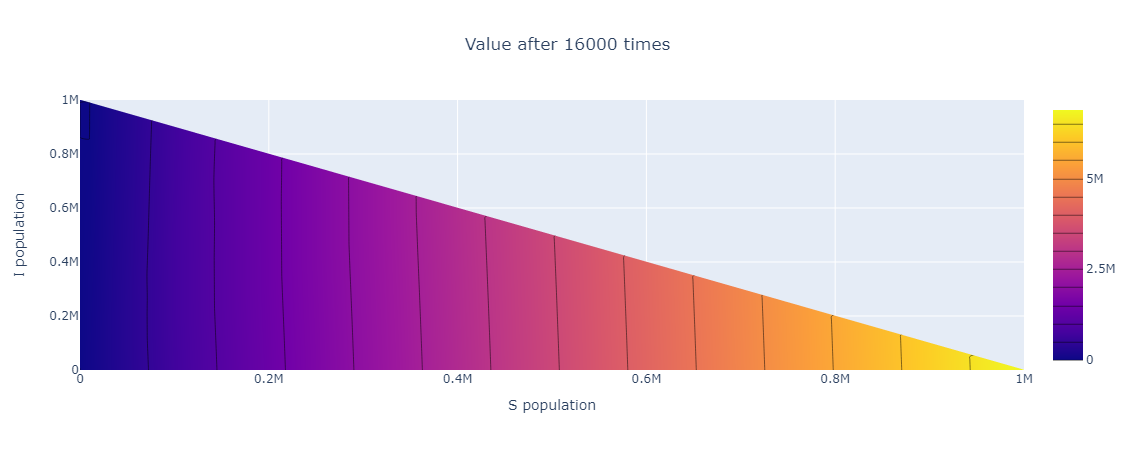 Value after 16000 times
1M
0.8M
0.6M
0.4M
0.2M
0
I population
0
0.2M
0.4M
0.6M
0.8M
1M
S population
5M
2.5M
0